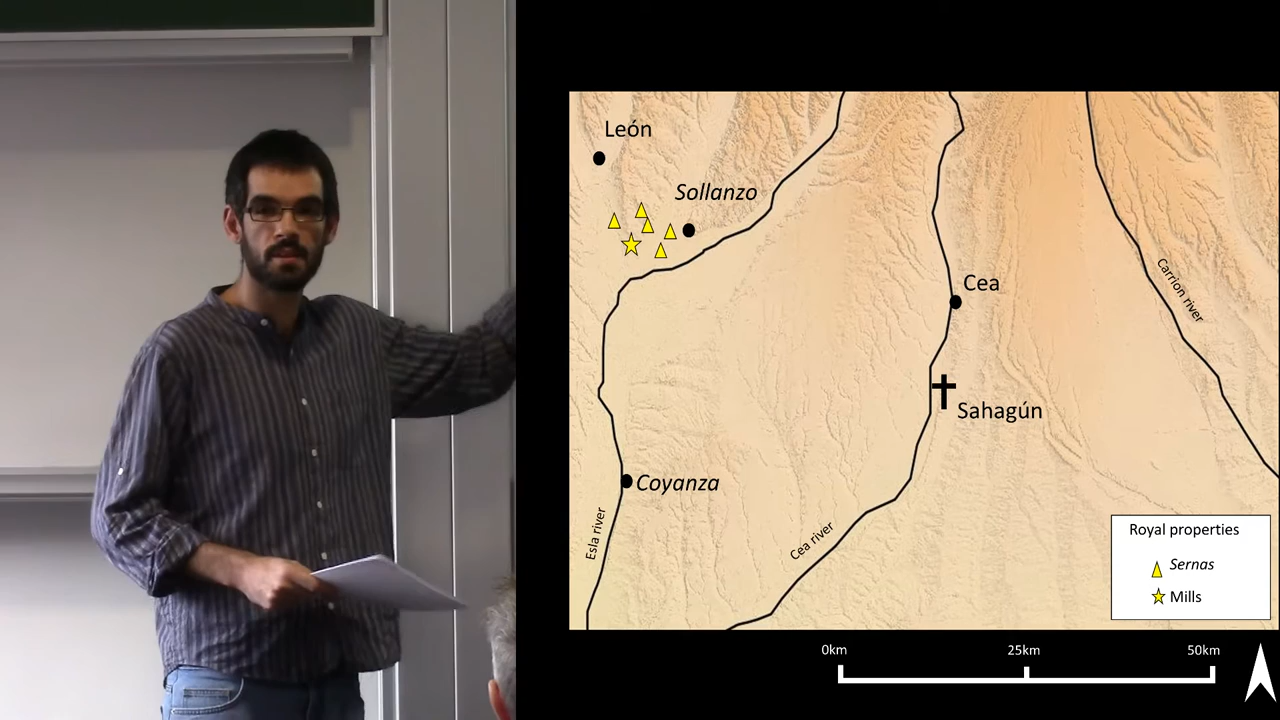 León
Sollanzo
Cea
Carrion river
Sahagún
Coyanza
Esla river
Cea river
Royal properties
Sernas
Mills
0km 25km 50km